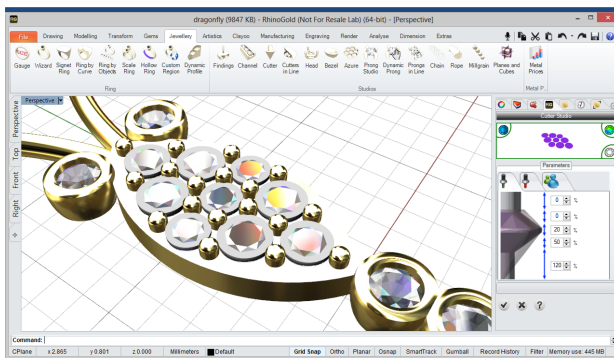 dragonfly (9847 KB) - RhinoGold (Not For Resale Lab) (64-bit) - [Perspective]
File Drawing Modelling Transform Gems Jewellery Artistics Clayoo Manufacturing Engraving Render Analyse Dimension Extras
Gauge Wizard Signet Ring Ring by Curve Ring by Objects Scale Ring Hollow Ring Custom Region Dynamic Profile Findings Channel Cutter Cutters in Line Head Bezel Azure Prong Studio Dynamic Prong Prongs in Line Chain Rope Millgrain Planes and Cubes Metal Prices
Ring Studios Metal P...
Perspective
Perspective
Top
Front
Right
Cutter Studio
Parameters
0 %
0 %
20 %
50 %
120 %
Command:
CPlane x 2.865 y 0.801 z 0.000 Millimeters Default Grid Snap Ortho Planar Osnap SmartTrack Gumball Record History Filter Memory use: 445 MB